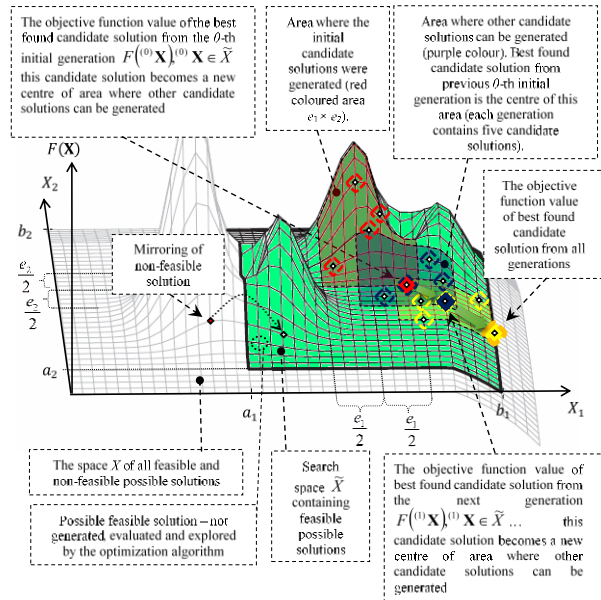 The objective function value of the best
found candidate solution from the 0-th
initial generation F(⁽⁰⁾X),⁽⁰⁾X ∈ X̃
this candidate solution becomes a new
centre of area where other candidate
solutions can be generated
Area where the
initial
candidate
solutions were
generated (red
coloured area
e₁ × e₂).
Area where other candidate
solutions can be generated
(purple colour). Best found
candidate solution from
previous 0-th initial
generation is the centre of this
area (each generation
contains five candidate
solutions).
F(X)
X₂
b₂
e₂/2
e₂/2
a₂
Mirroring of
non-feasible
solution
The objective
function value
of best found
candidate
solution from all
generations
a₁
e₁/2
e₁/2
b₁
X₁
The space X of all feasible and
non-feasible possible solutions
Possible feasible solution – not
generated, evaluated and explored
by the optimization algorithm
Search
space X̃
containing
feasible
possible
solutions
The objective function value of
best found candidate solution from
the next generation
F(⁽¹⁾X),⁽¹⁾X ∈ X̃ ... this
candidate solution becomes a new
centre of area where other
candidate solutions can be
generated